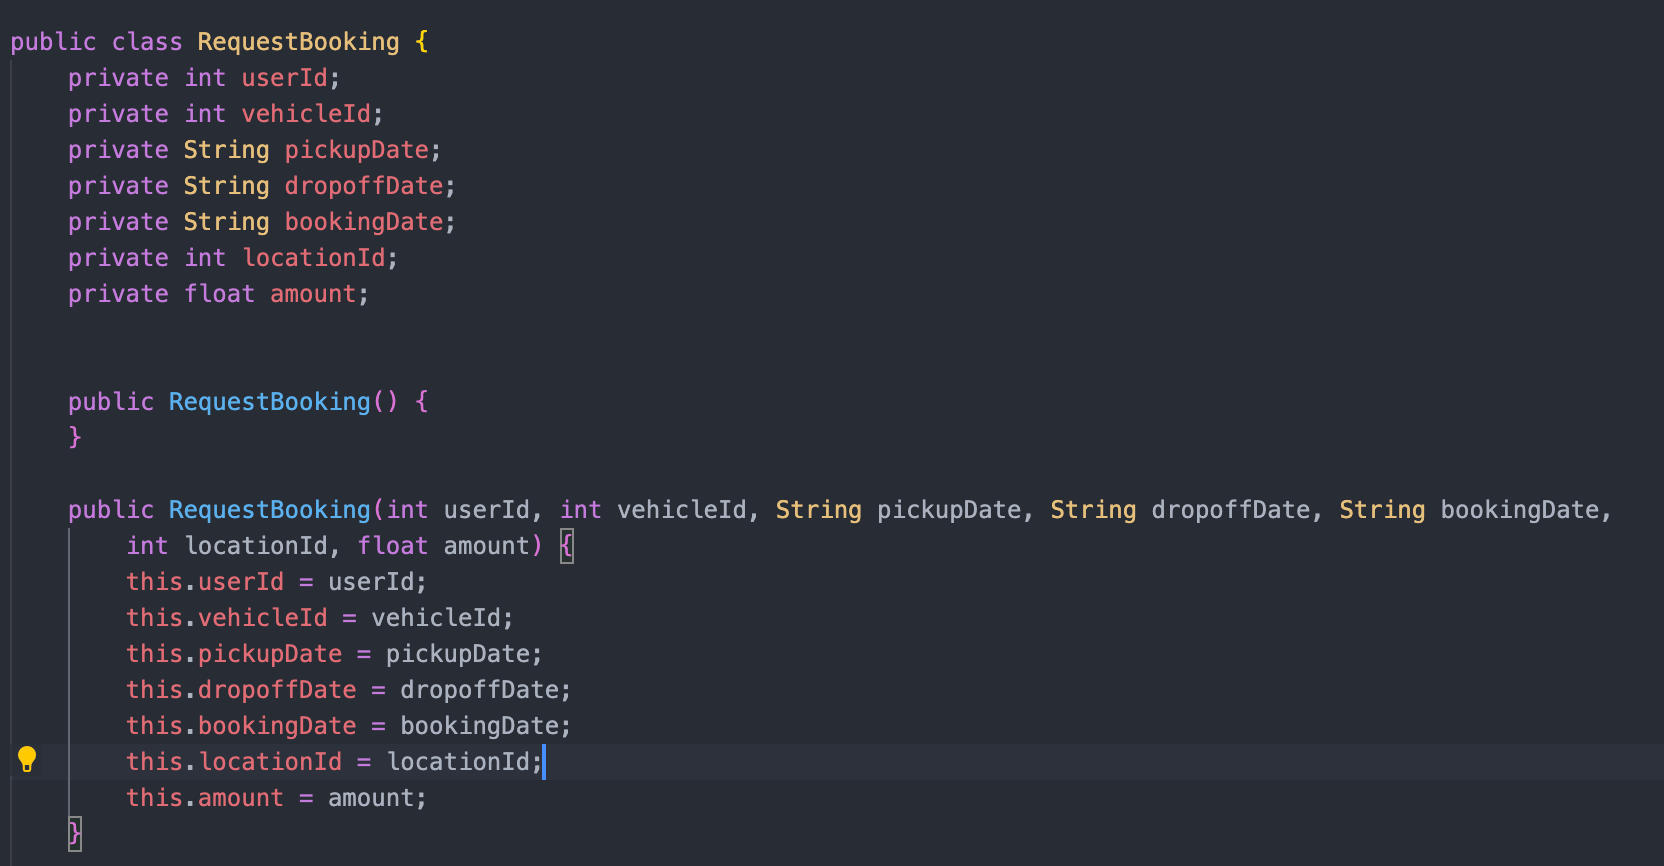 public class RequestBooking {
    private int userId;
    private int vehicleId;
    private String pickupDate;
    private String dropoffDate;
    private String bookingDate;
    private int locationId;
    private float amount;
    public RequestBooking() {
    }
    public RequestBooking(int userId, int vehicleId, String pickupDate, String dropoffDate, String bookingDate,
        int locationId, float amount) {
        this.userId = userId;
        this.vehicleId = vehicleId;
        this.pickupDate = pickupDate;
        this.dropoffDate = dropoffDate;
        this.bookingDate = bookingDate;
        this.locationId = locationId;
        this.amount = amount;
    }